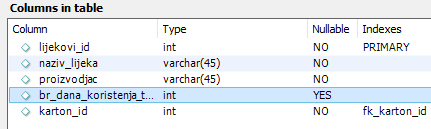 Columns in table
Column Type Nullable Indexes
lijekovi_id int NO PRIMARY
naziv_lijeka varchar(45) NO
proizvodjac varchar(45) NO
br_dana_koristenja_t... int YES
karton_id int NO fk_karton_id